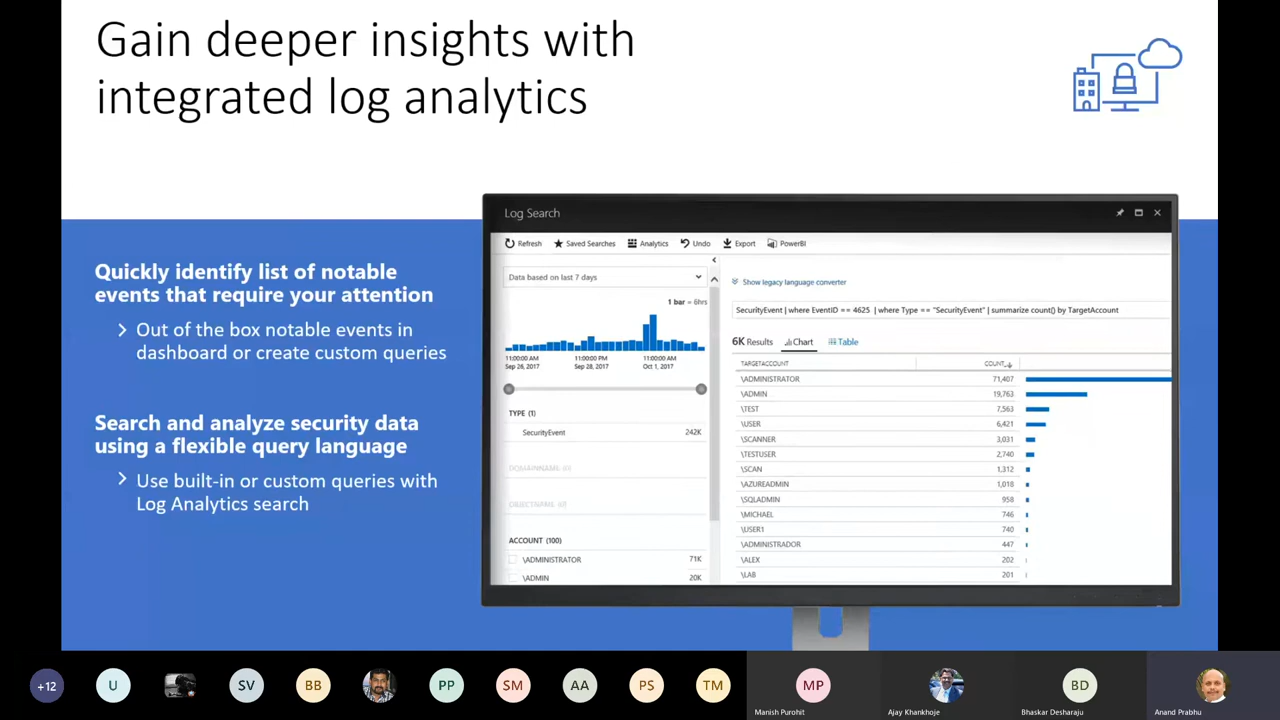 Gain deeper insights with
integrated log analytics
Quickly identify list of notable
events that require your attention
Out of the box notable events in
dashboard or create custom queries
Search and analyze security data
using a flexible query language
Use built-in or custom queries with
Log Analytics search
Log Search
Refresh Saved Searches Analytics Undo Export PowerBI
Data based on last 7 days
1 bar = 6hrs
11:00:00 AM 11:00:00 PM 11:00:00 AM
Sep 26, 2017 Sep 28, 2017 Oct 1, 2017
TYPE (1)
SecurityEvent 242K
DOMAINNAME (0)
OBJECTNAME (0)
ACCOUNT (100)
\ADMINISTRATOR 71K
\ADMIN 20K
Show legacy language converter
SecurityEvent | where EventID == 4625 | where Type == "SecurityEvent" | summarize count() by TargetAccount
6K Results Chart Table
TARGETACCOUNT COUNT_
\ADMINISTRATOR 71,407
\ADMIN 19,763
\TEST 7,563
\USER 6,421
\SCANNER 3,031
\TESTUSER 2,740
\SCAN 1,312
\AZUREADMIN 1,018
\SQLADMIN 958
\MICHAEL 746
\USER1 740
\ADMINISTRADOR 447
\ALEX 202
\LAB 201
+12 U SV BB PP SM AA PS TM MP BD
Manish Purohit Ajay Khankhoje Bhaskar Desharaju Anand Prabhu